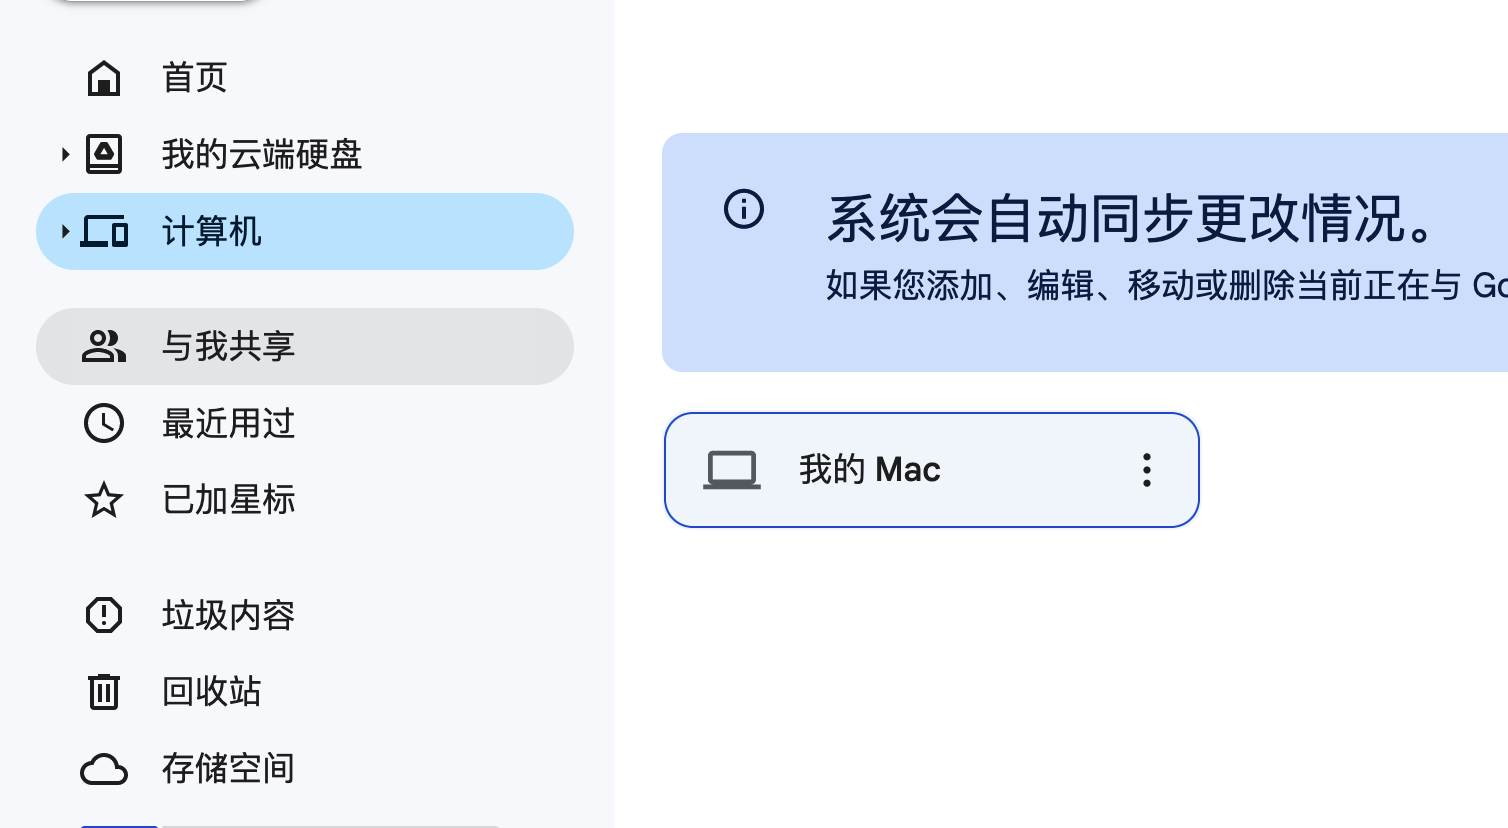 首页
我的云端硬盘
计算机
与我共享
最近用过
已加星标
垃圾内容
回收站
存储空间
系统会自动同步更改情况。
如果您添加、编辑、移动或删除当前正在与
我的 Mac